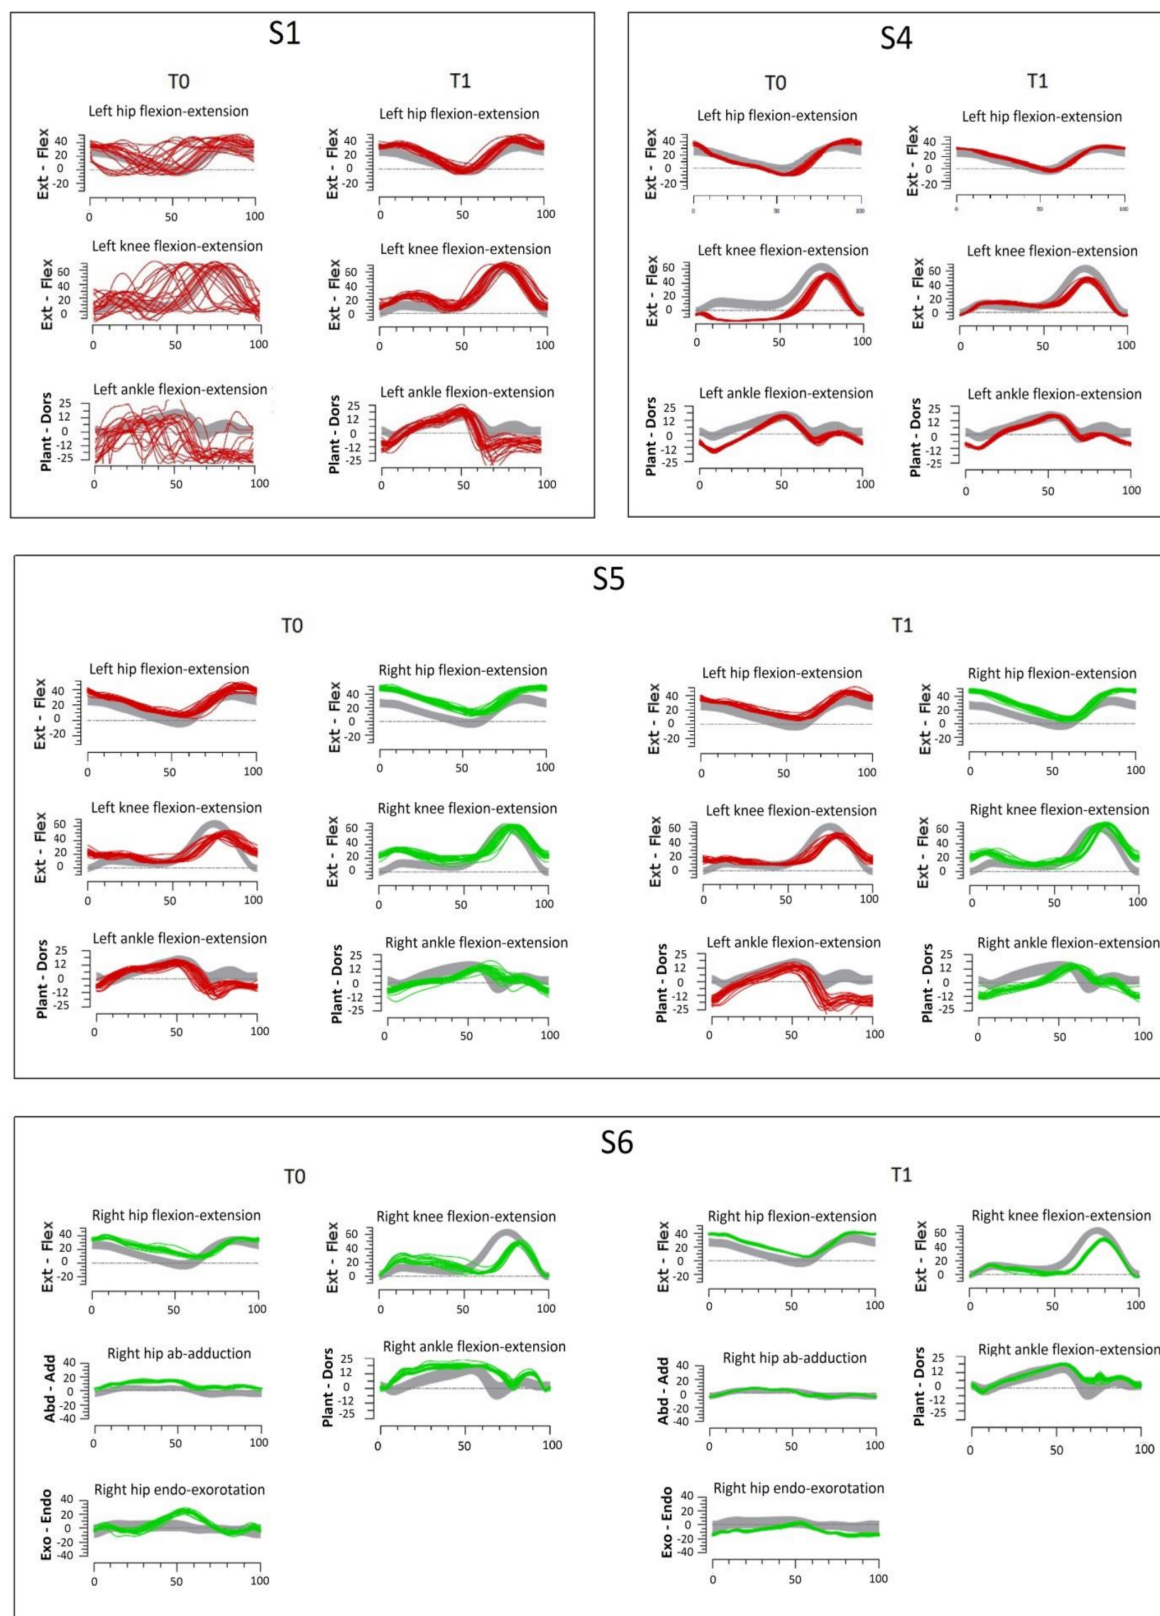 S1
T0
T1
Left hip flexion-extension
Ext - Flex
40
20
0
-20
0 50 100
Left hip flexion-extension
Ext - Flex
40
20
0
-20
0 50 100
Left knee flexion-extension
Ext - Flex
60
40
20
0
0 50 100
Left knee flexion-extension
Ext - Flex
60
40
20
0
0 50 100
Left ankle flexion-extension
Plant - Dors
25
12
0
-12
-25
0 50 100
Left ankle flexion-extension
Plant - Dors
25
12
0
-12
-25
0 50 100
S4
T0
T1
Left hip flexion-extension
Ext - Flex
40
20
0
-20
0 50 100
Left hip flexion-extension
Ext - Flex
40
20
0
-20
0 50 100
Left knee flexion-extension
Ext - Flex
60
40
20
0
0 50 100
Left knee flexion-extension
Ext - Flex
60
40
20
0
0 50 100
Left ankle flexion-extension
Plant - Dors
25
12
0
-12
-25
0 50 100
Left ankle flexion-extension
Plant - Dors
25
12
0
-12
-25
0 50 100
S5
T0
T1
Left hip flexion-extension
Ext - Flex
40
20
0
-20
0 50 100
Right hip flexion-extension
Ext - Flex
40
20
0
-20
0 50 100
Left hip flexion-extension
Ext - Flex
40
20
0
-20
0 50 100
Right hip flexion-extension
Ext - Flex
40
20
0
-20
0 50 100
Left knee flexion-extension
Ext - Flex
60
40
20
0
0 50 100
Right knee flexion-extension
Ext - Flex
60
40
20
0
0 50 100
Left knee flexion-extension
Ext - Flex
60
40
20
0
0 50 100
Right knee flexion-extension
Ext - Flex
60
40
20
0
0 50 100
Left ankle flexion-extension
Plant - Dors
25
12
0
-12
-25
0 50 100
Right ankle flexion-extension
Plant - Dors
25
12
0
-12
-25
0 50 100
Left ankle flexion-extension
Plant - Dors
25
12
0
-12
-25
0 50 100
Right ankle flexion-extension
Plant - Dors
25
12
0
-12
-25
0 50 100
S6
T0
T1
Right hip flexion-extension
Ext - Flex
40
20
0
-20
0 50 100
Right knee flexion-extension
Ext - Flex
60
40
20
0
0 50 100
Right hip flexion-extension
Ext - Flex
40
20
0
-20
0 50 100
Right knee flexion-extension
Ext - Flex
60
40
20
0
0 50 100
Right hip ab-adduction
Abd - Add
40
20
0
-20
-40
0 50 100
Right ankle flexion-extension
Plant - Dors
25
12
0
-12
-25
0 50 100
Right hip ab-adduction
Abd - Add
40
20
0
-20
-40
0 50 100
Right ankle flexion-extension
Plant - Dors
25
12
0
-12
-25
0 50 100
Right hip endo-exorotation
Exo - Endo
40
20
0
-20
-40
0 50 100
Right hip endo-exorotation
Exo - Endo
40
20
0
-20
-40
0 50 100